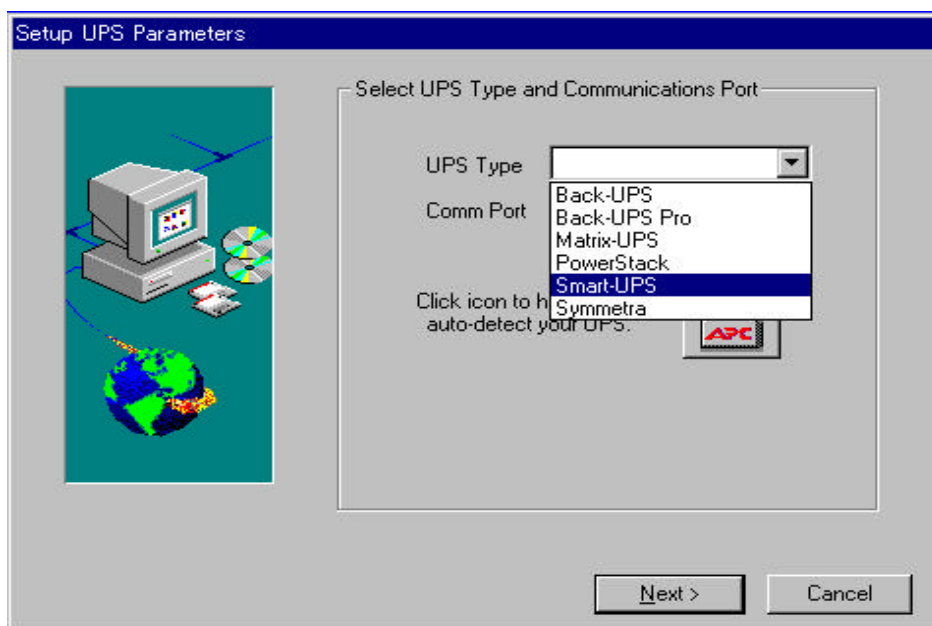 Setup UPS Parameters
Select UPS Type and Communications Port
UPS Type
Back-UPS
Back-UPS Pro
Comm Port
Matrix-UPS
PowerStack
Smart-UPS
Symmetra
Click icon to h
auto-detect your UPS.
APC
Next >
Cancel